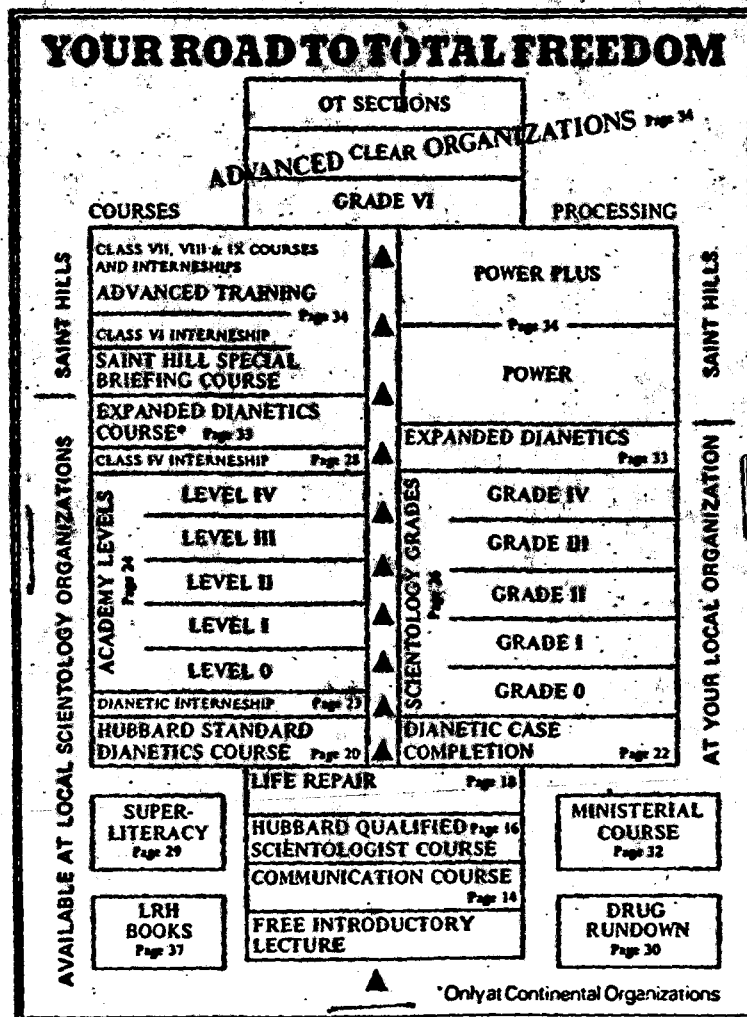 YOUR ROAD TO TOTAL FREEDOM
OT SECTIONS
ADVANCED CLEAR ORGANIZATIONS Page 34
GRADE VI
COURSES
PROCESSING
SAINT HILLS
AVAILABLE AT LOCAL SCIENTOLOGY ORGANIZATIONS
CLASS VII, VIII & IX COURSES
AND INTERNESHIPS
ADVANCED TRAINING
Page 34
CLASS VI INTERNESHIP
SAINT HILL SPECIAL
BRIEFING COURSE
EXPANDED DIANETICS
COURSE* Page 33
CLASS IV INTERNESHIP Page 28
ACADEMY LEVELS
Page 24
LEVEL IV
LEVEL III
LEVEL II
LEVEL I
LEVEL 0
DIANETIC INTERNESHIP Page 23
HUBBARD STANDARD
DIANETICS COURSE Page 20
POWER PLUS
Page 34
POWER
EXPANDED DIANETICS
Page 33
SCIENTOLOGY GRADES
Page 26
GRADE IV
GRADE III
GRADE II
GRADE I
GRADE 0
DIANETIC CASE
COMPLETION Page 22
SAINT HILLS
AT YOUR LOCAL ORGANIZATION
LIFE REPAIR Page 18
HUBBARD QUALIFIED Page 16
SCIENTOLOGIST COURSE
COMMUNICATION COURSE
Page 14
FREE INTRODUCTORY
LECTURE
SUPER-
LITERACY
Page 29
LRH
BOOKS
Page 37
MINISTERIAL
COURSE
Page 32
DRUG
RUNDOWN
Page 30
*Only at Continental Organizations